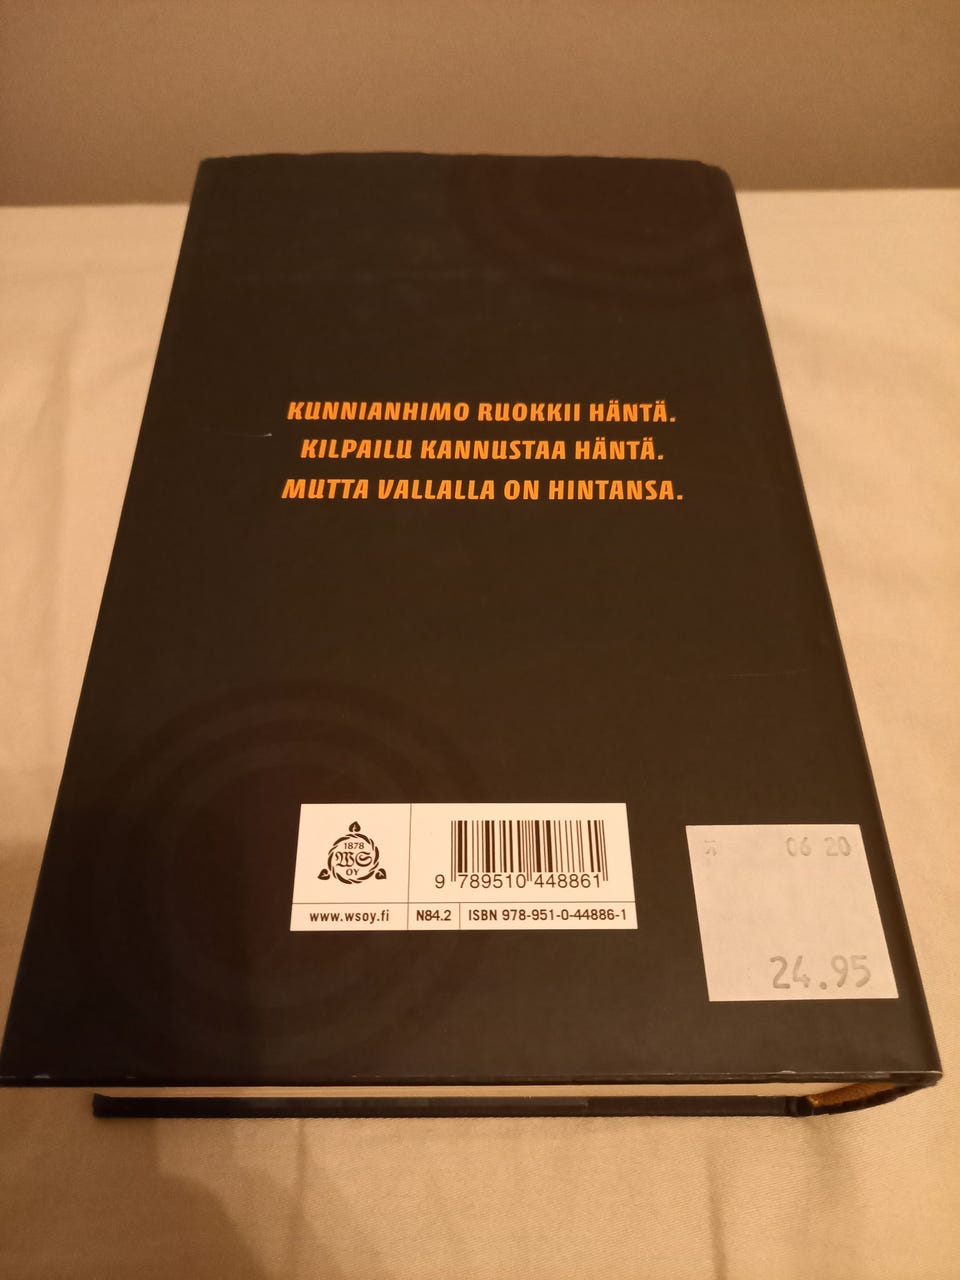 KUNNIANHIMO RUOKKII HÄNTÄ.
KILPAILU KANNUSTAA HÄNTÄ.
MUTTA VALLALLA ON HINTANSA.
1878
WS
OY
9 789510 448861
www.wsoy.fi
N84.2
ISBN 978-951-0-44886-1
06 20
24.95